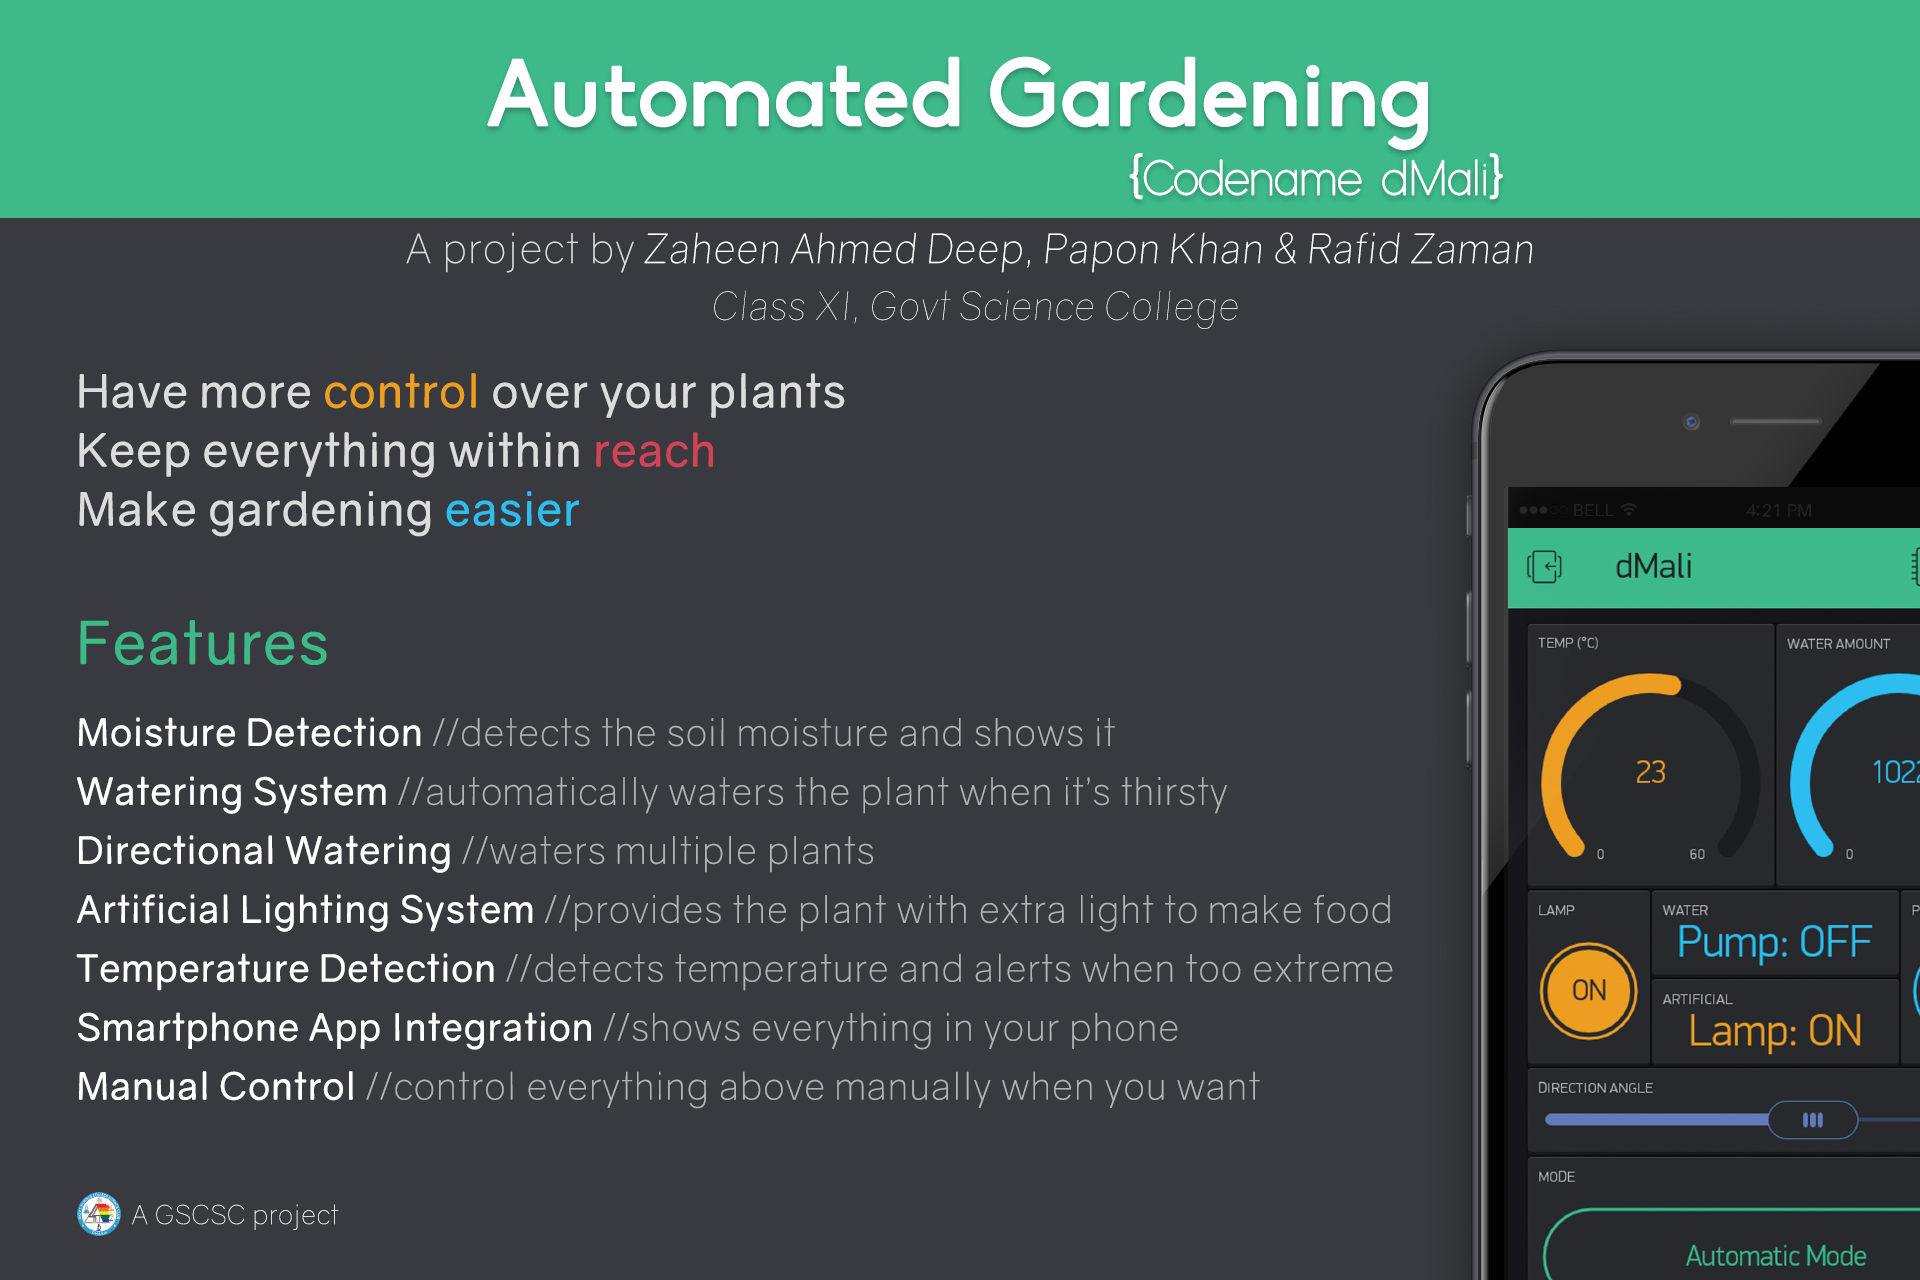 Automated Gardening
{Codename dMali}
A project by Zaheen Ahmed Deep, Papon Khan & Rafid Zaman
Class XI, Govt Science College
Have more control over your plants
Keep everything within reach
Make gardening easier
Features
Moisture Detection //detects the soil moisture and shows it
Watering System //automatically waters the plant when it's thirsty
Directional Watering //waters multiple plants
Artificial Lighting System //provides the plant with extra light to make food
Temperature Detection //detects temperature and alerts when too extreme
Smartphone App Integration //shows everything in your phone
Manual Control //control everything above manually when you want
A GSCSC project
BELL 4:21 PM
dMali
TEMP (°C) WATER AMOUNT
23 102
0 60 0
LAMP WATER P
Pump: OFF
ON
ARTIFICIAL
Lamp: ON
DIRECTION ANGLE
MODE
Automatic Mode